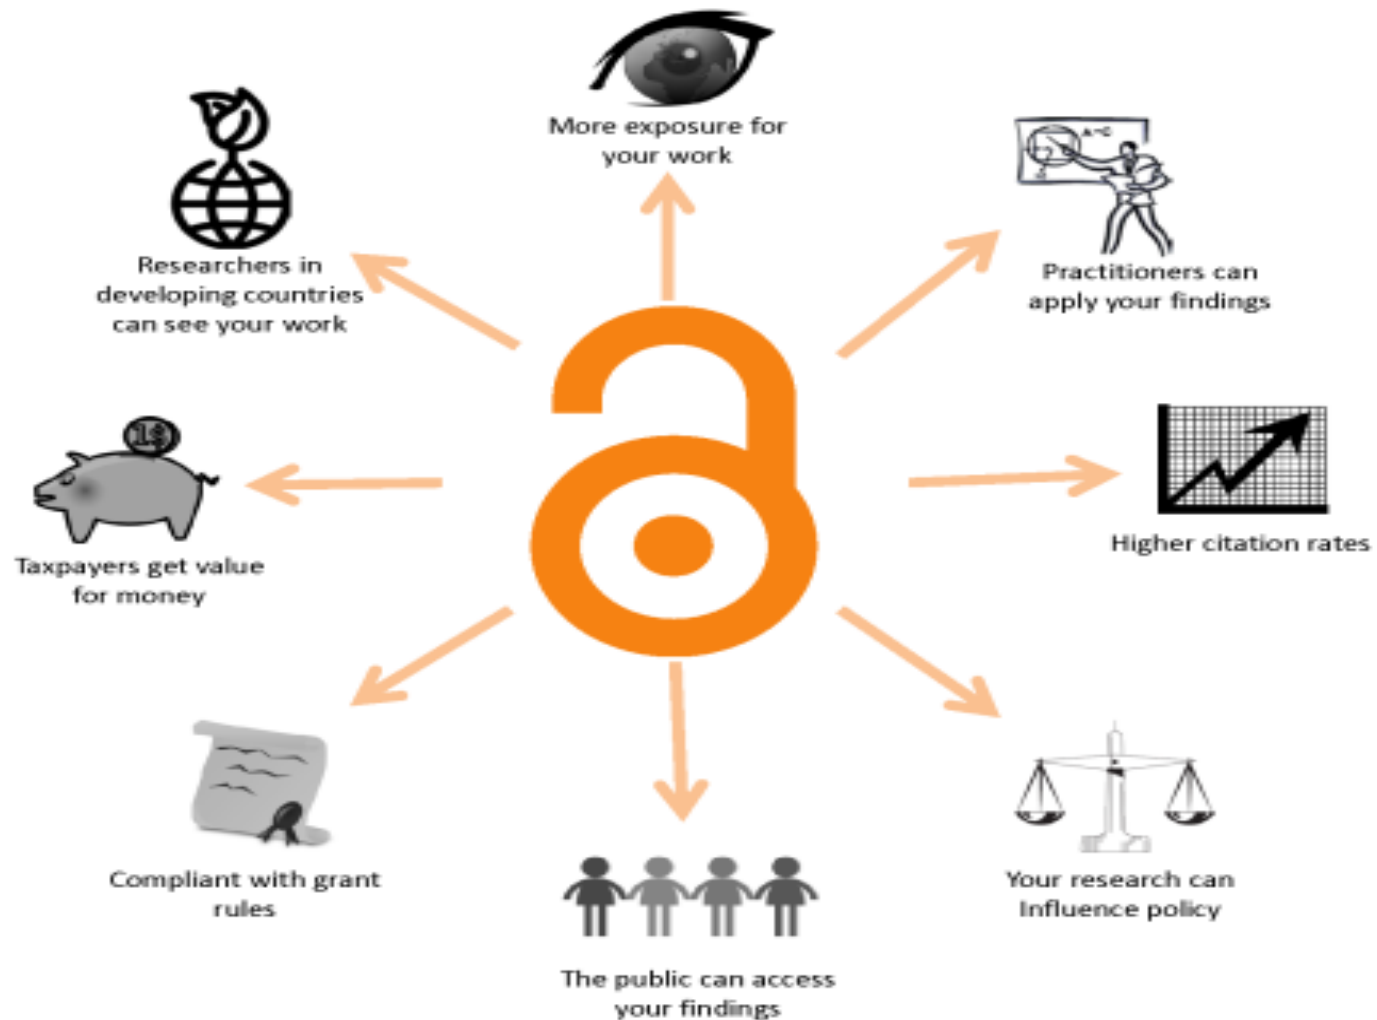 More exposure for
your work
Practitioners can
apply your findings
Higher citation rates
Your research can
Influence policy
The public can access
your findings
Compliant with grant
rules
Taxpayers get value
for money
1$
Researchers in
developing countries
can see your work